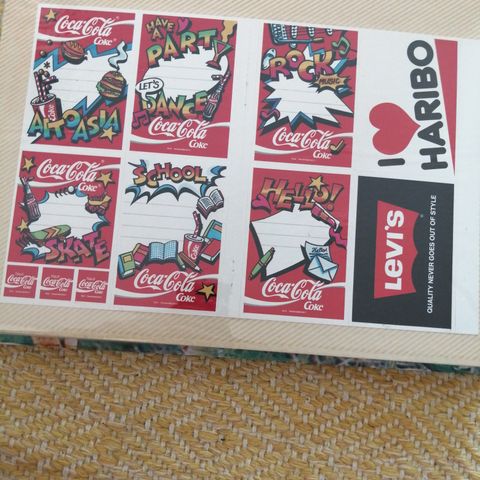 Coca-Cola
Coke
AITOASIA
HAVE
A
PARTY
LET'S
DANCE
Coca-Cola
Coke
ROCK
MUSIC
Coca-Cola
Coke
I
HARIBO
Coca-Cola
Coke
SKATE
Coca-Cola
Coca-Cola
Coca-Cola
SCHOOL
Coca-Cola
Coke
HELLO!
Hello!
Coca-Cola
Coke
LEVI'S
QUALITY NEVER GOES OUT OF STYLE